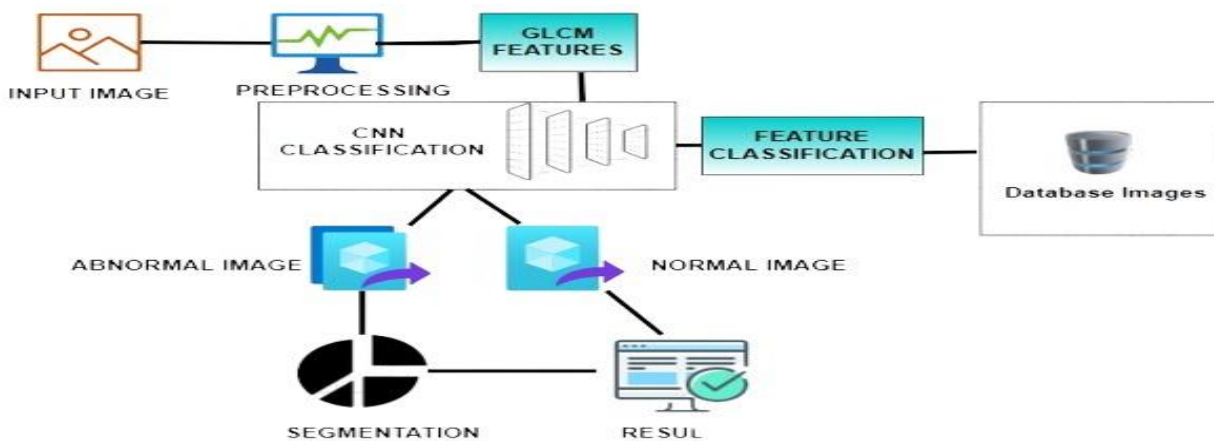 GLCM
FEATURES
INPUT IMAGE
PREPROCESSING
CNN
CLASSIFICATION
FEATURE
CLASSIFICATION
Database Images
ABNORMAL IMAGE
NORMAL IMAGE
SEGMENTATION
RESUL